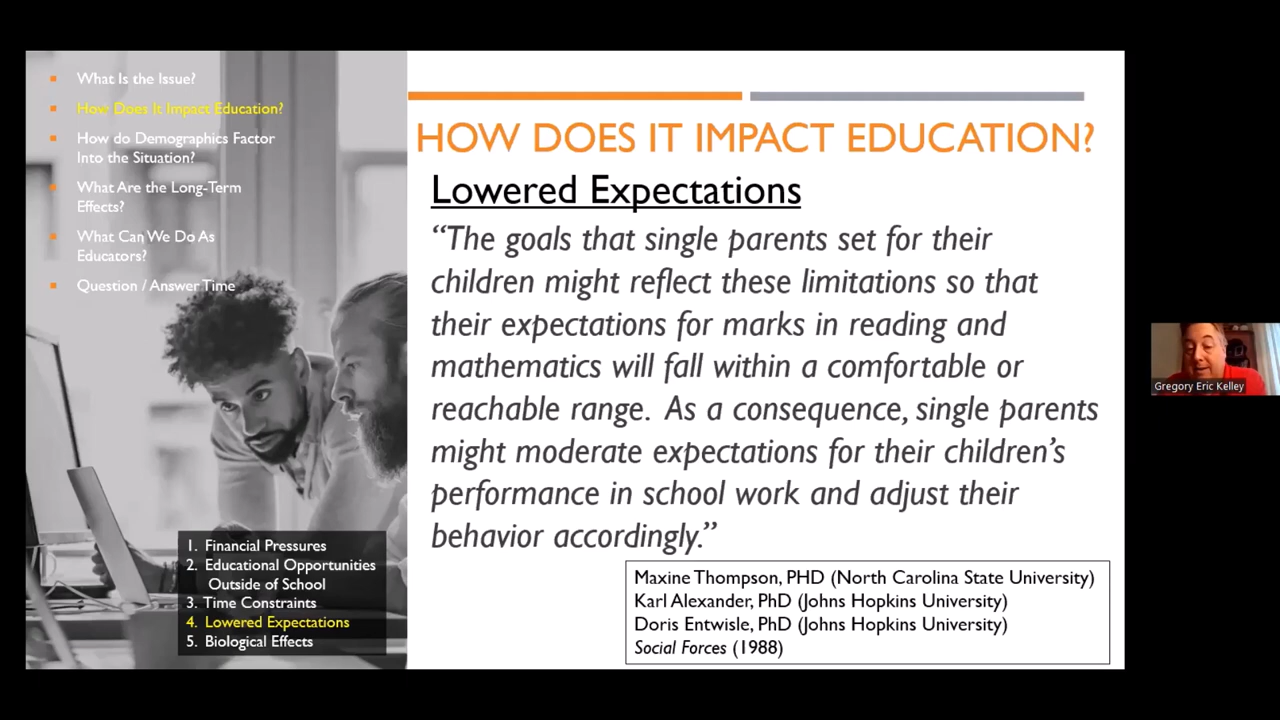 What Is the Issue?
How Does It Impact Education?
How do Demographics Factor
Into the Situation?
What Are the Long-Term
Effects?
What Can We Do As
Educators?
Question / Answer Time
1. Financial Pressures
2. Educational Opportunities
Outside of School
3. Time Constraints
4. Lowered Expectations
5. Biological Effects
HOW DOES IT IMPACT EDUCATION?
Lowered Expectations
“The goals that single parents set for their
children might reflect these limitations so that
their expectations for marks in reading and
mathematics will fall within a comfortable or
reachable range. As a consequence, single parents
might moderate expectations for their children’s
performance in school work and adjust their
behavior accordingly.”
Maxine Thompson, PHD (North Carolina State University)
Karl Alexander, PhD (Johns Hopkins University)
Doris Entwisle, PhD (Johns Hopkins University)
Social Forces (1988)
Gregory Eric Kelley